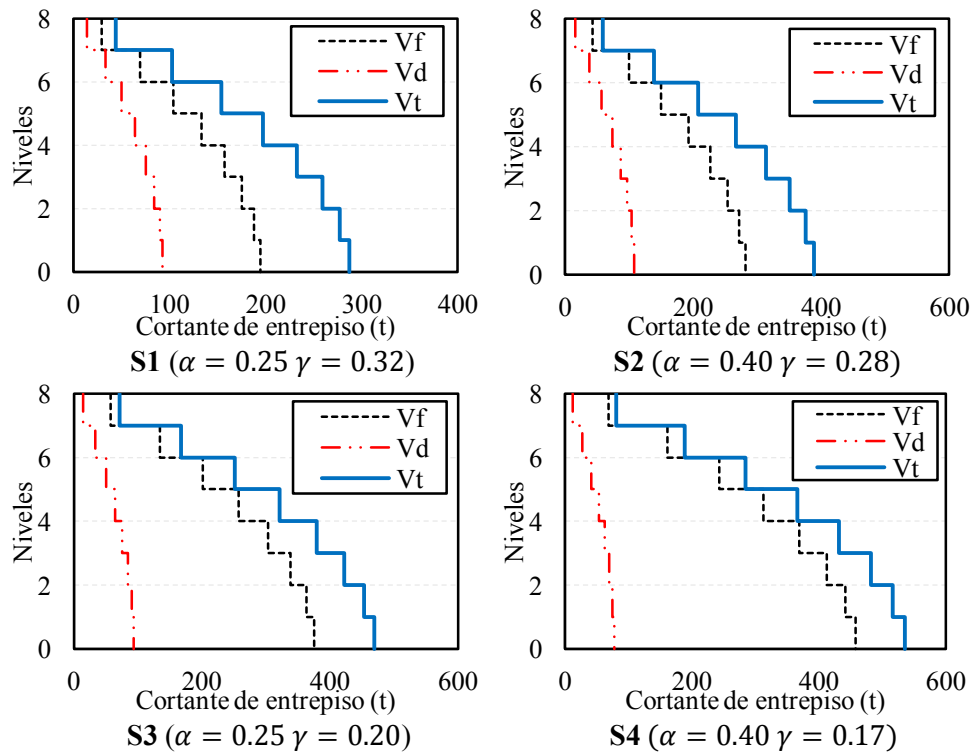 8
6
4
2
0
Niveles
Vf
Vd
Vt
0 100 200 300 400
Cortante de entrepiso (t)
S1 (α = 0.25 γ = 0.32)
8
6
4
2
0
Niveles
Vf
Vd
Vt
0 200 400 600
Cortante de entrepiso (t)
S2 (α = 0.40 γ = 0.28)
8
6
4
2
0
Niveles
Vf
Vd
Vt
0 200 400 600
Cortante de entrepiso (t)
S3 (α = 0.25 γ = 0.20)
8
6
4
2
0
Niveles
Vf
Vd
Vt
0 200 400 600
Cortante de entrepiso (t)
S4 (α = 0.40 γ = 0.17)